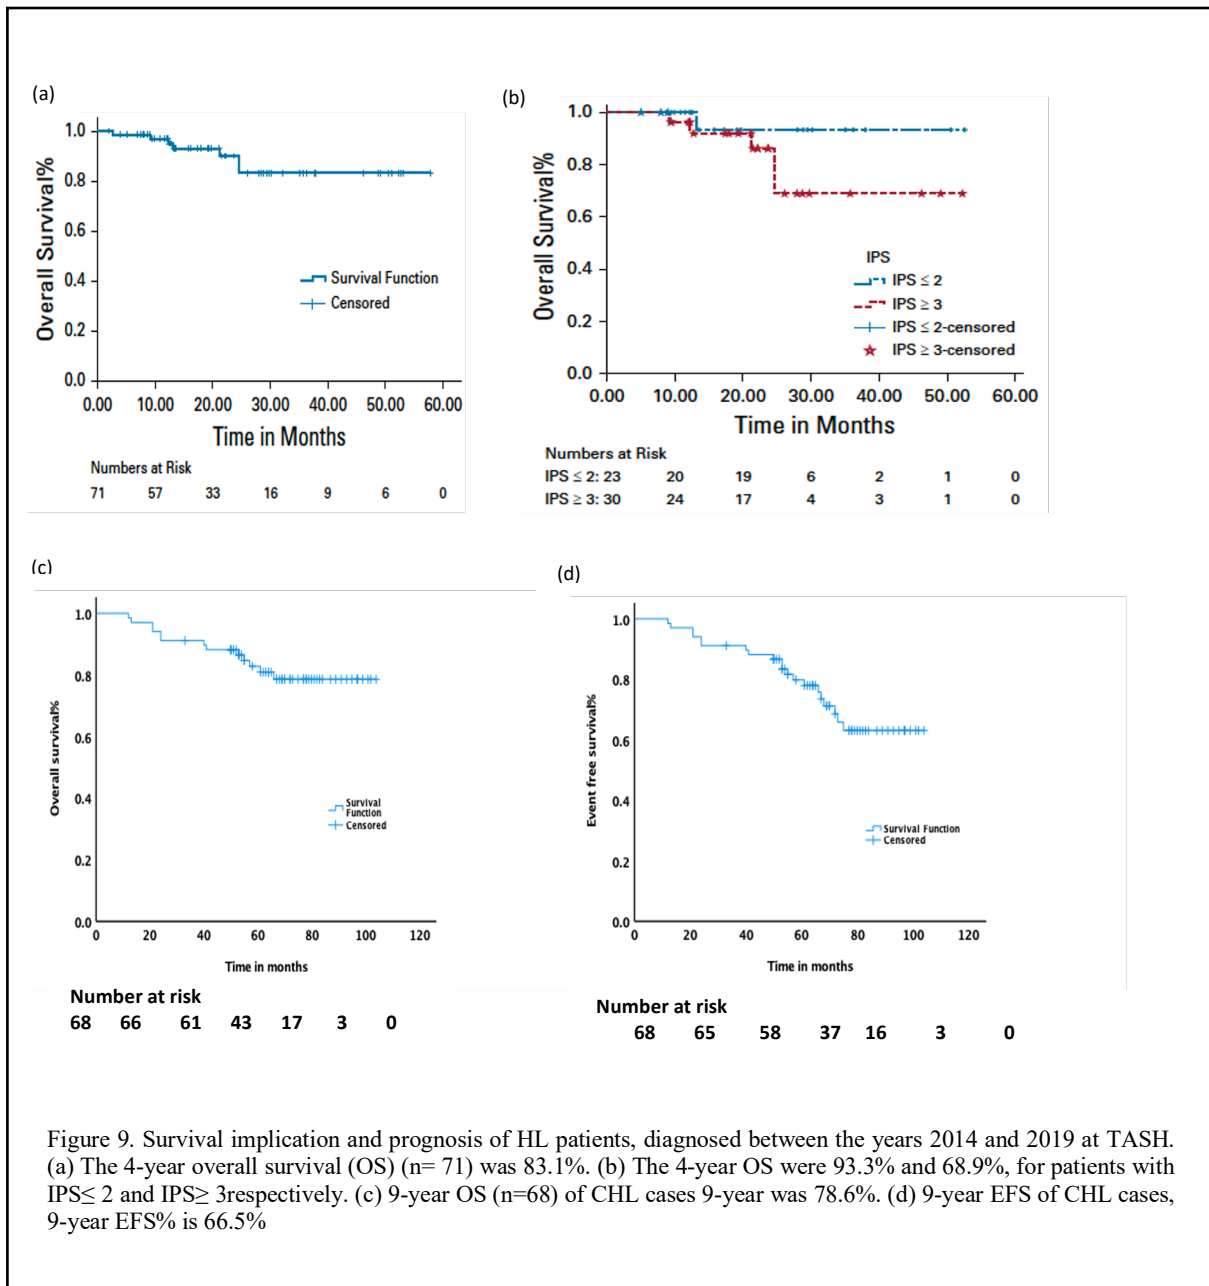 (a)
1.0
0.8
0.6
0.4
0.2
0.0
Overall Survival%
Survival Function
Censored
0.00 10.00 20.00 30.00 40.00 50.00 60.00
Time in Months
Numbers at Risk
71 57 33 16 9 6 0
(b)
1.0
0.8
0.6
0.4
0.2
0.0
Overall Survival%
IPS
IPS ≤ 2
IPS ≥ 3
IPS ≤ 2-censored
IPS ≥ 3-censored
0.00 10.00 20.00 30.00 40.00 50.00 60.00
Time in Months
Numbers at Risk
IPS ≤ 2: 23 20 19 6 2 1 0
IPS ≥ 3: 30 24 17 4 3 1 0
(c)
1.0
0.8
0.6
0.4
0.2
0.0
Overall survival%
Survival
Function
Censored
0 20 40 60 80 100 120
Time in months
Number at risk
68 66 61 43 17 3 0
(d)
1.0
0.8
0.6
0.4
0.2
0.0
Event free survival%
Survival Function
Censored
0 20 40 60 80 100 120
Time in months
Number at risk
68 65 58 37 16 3 0
Figure 9. Survival implication and prognosis of HL patients, diagnosed between the years 2014 and 2019 at TASH.
(a) The 4-year overall survival (OS) (n= 71) was 83.1%. (b) The 4-year OS were 93.3% and 68.9%, for patients with
IPS≤ 2 and IPS≥ 3respectively. (c) 9-year OS (n=68) of CHL cases 9-year was 78.6%. (d) 9-year EFS of CHL cases,
9-year EFS% is 66.5%